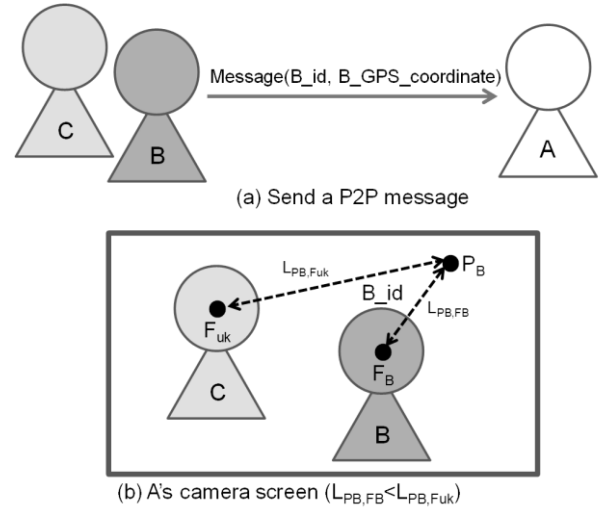 Message(B_id, B_GPS_coordinate)
C
B
A
(a) Send a P2P message
L_PB,Fuk
P_B
B_id
L_PB,FB
F_uk
F_B
C
B
(b) A's camera screen (L_PB,FB<L_PB,Fuk)